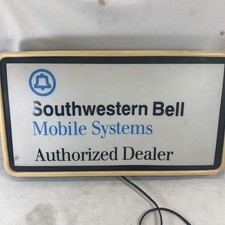 Southwestern Bell
Mobile Systems
Authorized Dealer